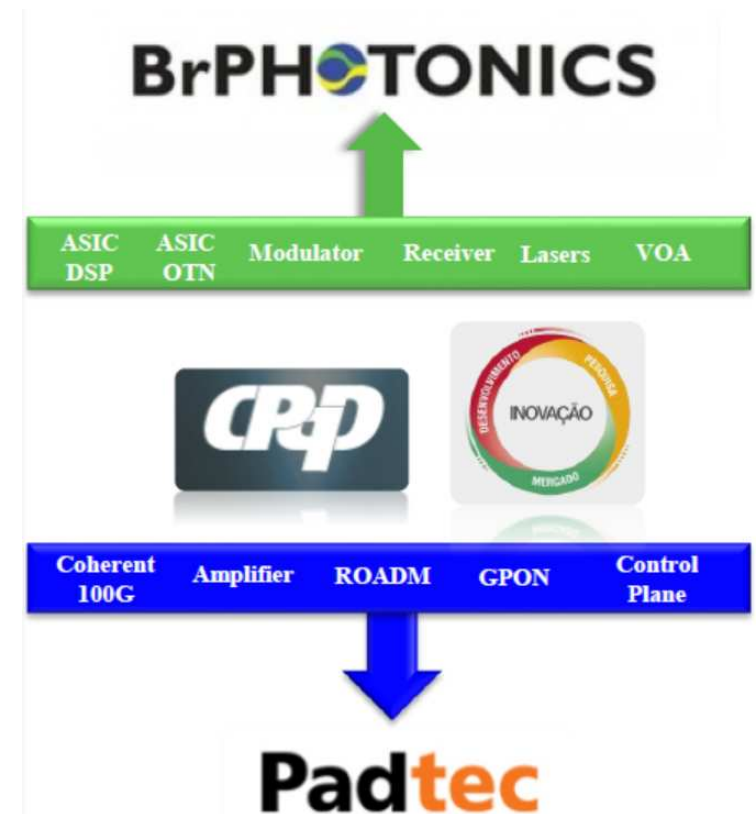 BrPHOTONICS
ASIC DSP
ASIC OTN
Modulator
Receiver
Lasers
VOA
CPqD
DESENVOLVIMENTO
PESQUISA
INOVAÇÃO
MERCADO
Coherent 100G
Amplifier
ROADM
GPON
Control Plane
Padtec